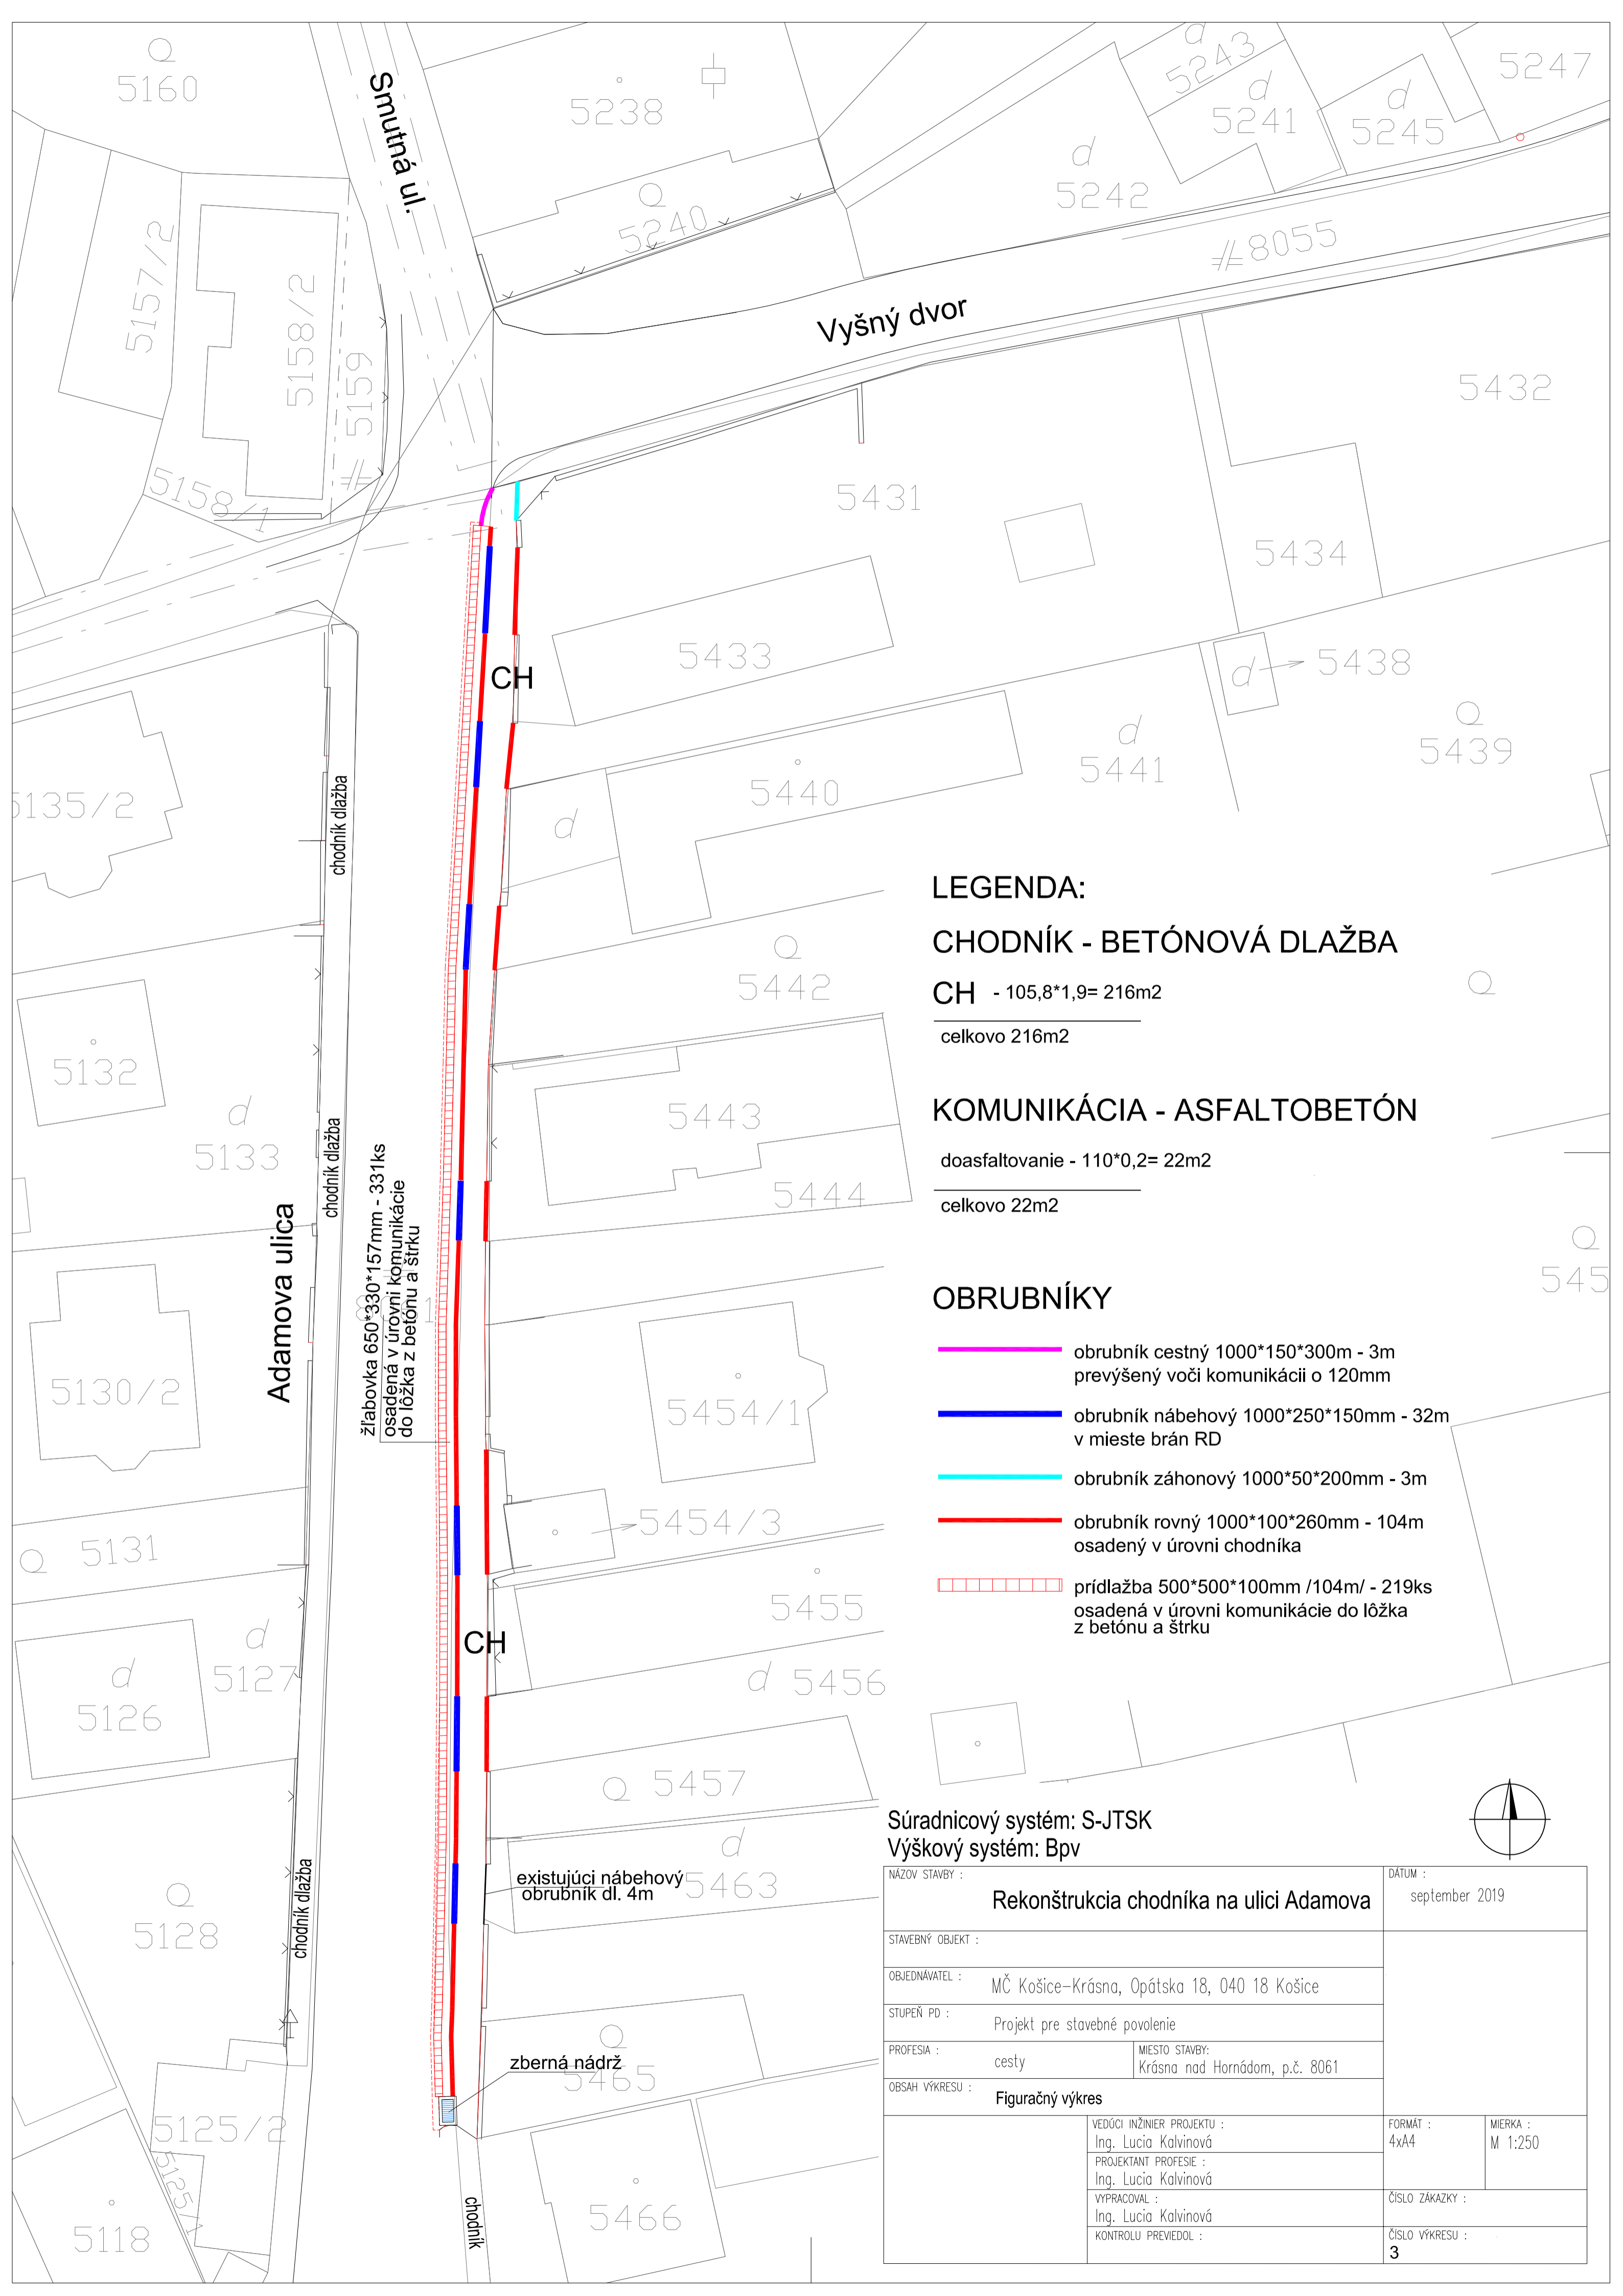 5160
Smutná ul.
5238
5243
5241
5245
5247
5242
5240
#8055
5157/2
5158/2
5159
#
5158/1
Vyšný dvor
5432
5431
5434
5433
CH
5438
5439
5441
5440
5135/2
chodník dlažba
LEGENDA:
CHODNÍK - BETÓNOVÁ DLAŽBA
CH - 105,8*1,9= 216m2
celkovo 216m2
5442
5132
5133
5443
5444
KOMUNIKÁCIA - ASFALTOBETÓN
doasfaltovanie - 110*0,2= 22m2
celkovo 22m2
chodník dlažba
Adamova ulica
žľabovka 650*330*157mm - 331ks
osadená v úrovni komunikácie
do lôžka z betónu a štrku
545
OBRUBNÍKY
obrubník cestný 1000*150*300m - 3m
prevýšený voči komunikácii o 120mm
obrubník nábehový 1000*250*150mm - 32m
v mieste brán RD
obrubník záhonový 1000*50*200mm - 3m
obrubník rovný 1000*100*260mm - 104m
osadený v úrovni chodníka
prídlažba 500*500*100mm /104m/ - 219ks
osadená v úrovni komunikácie do lôžka
z betónu a štrku
5130/2
5454/1
5454/3
5131
5455
CH
5127
5126
5456
5457
5463
existujúci nábehový
obrubník dl. 4m
5128
chodník dlažba
zberná nádrž
5465
5125/2
5125/1
5118
5466
chodník
Súradnicový systém: S-JTSK
Výškový systém: Bpv
NÁZOV STAVBY :
Rekonštrukcia chodníka na ulici Adamova
DÁTUM :
september 2019
STAVEBNÝ OBJEKT :
OBJEDNÁVATEL :
MČ Košice-Krásna, Opátska 18, 040 18 Košice
STUPEŇ PD :
Projekt pre stavebné povolenie
PROFESIA :
cesty
MIESTO STAVBY:
Krásna nad Hornádom, p.č. 8061
OBSAH VÝKRESU :
Figuračný výkres
VEDÚCI INŽINIER PROJEKTU :
Ing. Lucia Kalvinová
FORMÁT :
4xA4
MIERKA :
M 1:250
PROJEKTANT PROFESIE :
Ing. Lucia Kalvinová
VYPRACOVAL :
Ing. Lucia Kalvinová
ČÍSLO ZÁKAZKY :
KONTROLU PREVIEDOL :
ČÍSLO VÝKRESU :
3